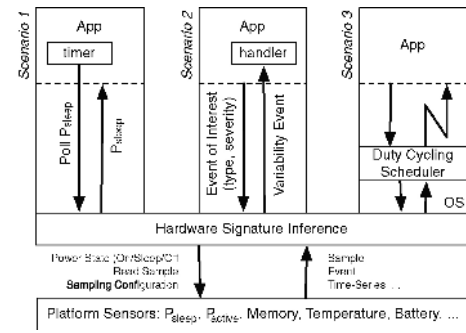 Scenario 1
App
timer
Poll Psleep
Psleep
Scenario 2
App
handler
Event of Interest
(type, severity)
Variability Event
Scenario 3
App
N
Duty Cycling
Scheduler
OS
Hardware Signature Inference
Power State (On/Sleep/Off
Read Sample
Sampling Configuration
Sample
Event
Time-Series ...
Platform Sensors: Psleep, Pactive, Memory, Temperature, Battery. ...